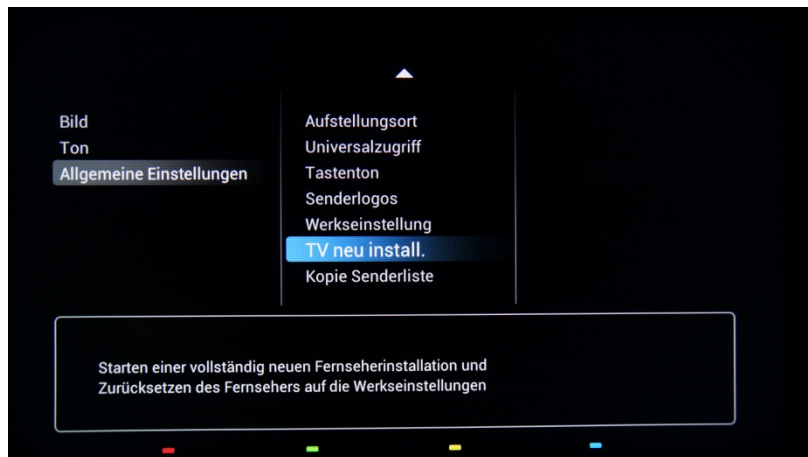 Bild
Ton
Allgemeine Einstellungen
Aufstellungsort
Universalzugriff
Tastenton
Senderlogos
Werkseinstellung
TV neu install.
Kopie Senderliste
Starten einer vollständig neuen Fernseherinstallation und
Zurücksetzen des Fernsehers auf die Werkseinstellungen